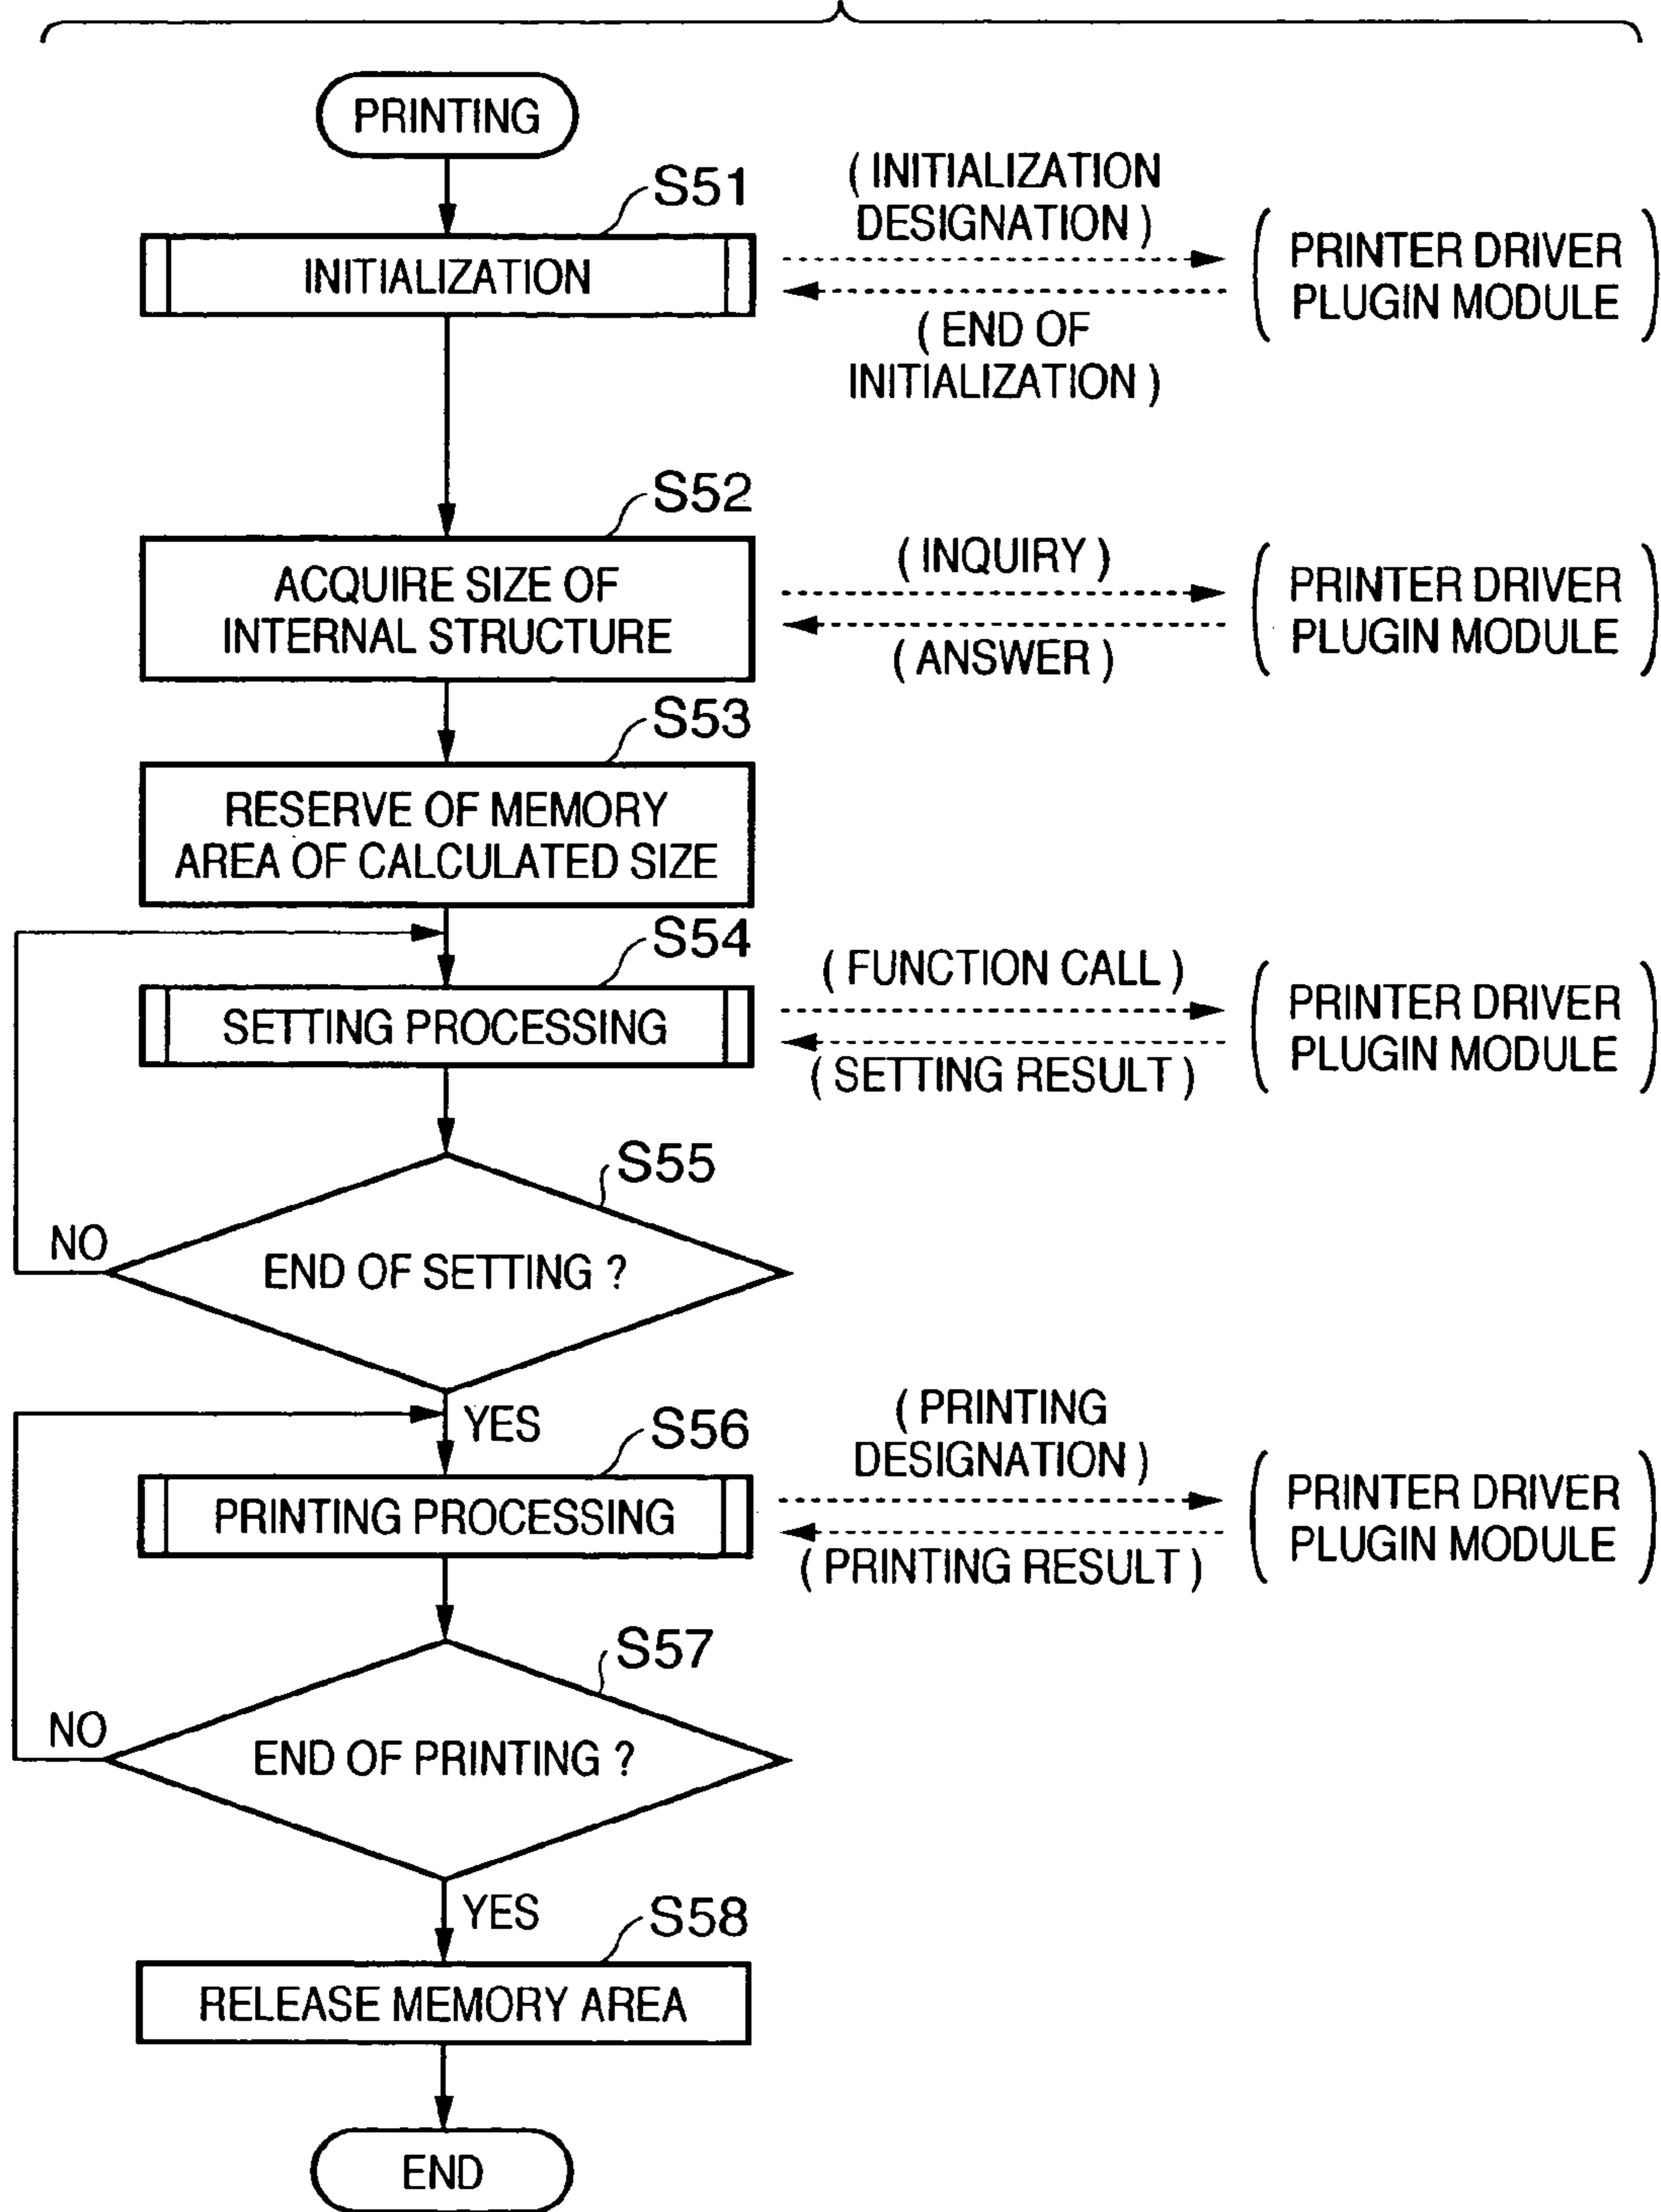 PRINTING
S51
INITIALIZATION
( INITIALIZATION
DESIGNATION )
( END OF
INITIALIZATION )
( PRINTER DRIVER
PLUGIN MODULE )
S52
ACQUIRE SIZE OF
INTERNAL STRUCTURE
( INQUIRY )
( ANSWER )
( PRINTER DRIVER
PLUGIN MODULE )
S53
RESERVE OF MEMORY
AREA OF CALCULATED SIZE
S54
SETTING PROCESSING
( FUNCTION CALL )
( SETTING RESULT )
( PRINTER DRIVER
PLUGIN MODULE )
S55
END OF SETTING ?
NO
YES
S56
PRINTING PROCESSING
( PRINTING
DESIGNATION )
( PRINTING RESULT )
( PRINTER DRIVER
PLUGIN MODULE )
S57
END OF PRINTING ?
NO
YES
S58
RELEASE MEMORY AREA
END